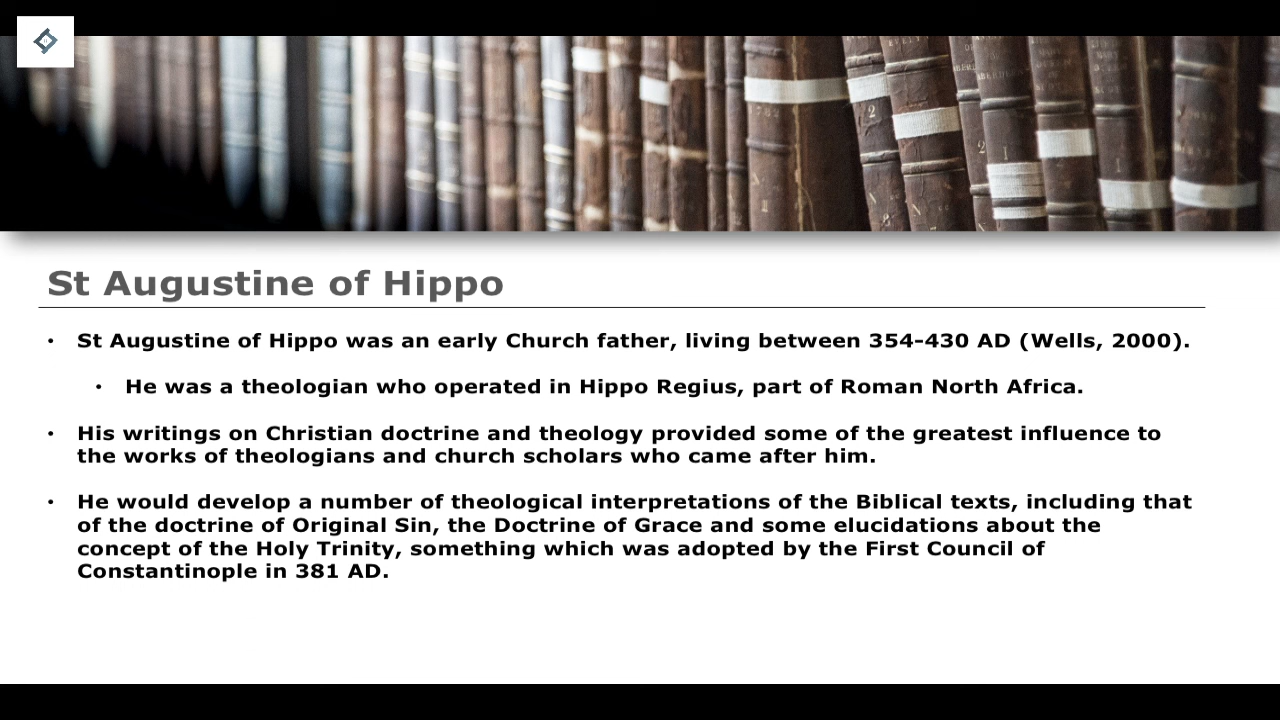 St Augustine of Hippo
• St Augustine of Hippo was an early Church father, living between 354-430 AD (Wells, 2000).
• He was a theologian who operated in Hippo Regius, part of Roman North Africa.
• His writings on Christian doctrine and theology provided some of the greatest influence to
the works of theologians and church scholars who came after him.
• He would develop a number of theological interpretations of the Biblical texts, including that
of the doctrine of Original Sin, the Doctrine of Grace and some elucidations about the
concept of the Holy Trinity, something which was adopted by the First Council of
Constantinople in 381 AD.